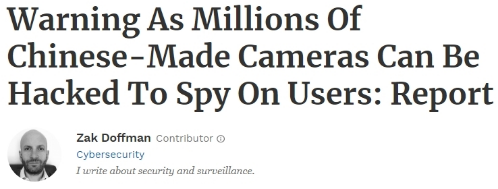 Warning As Millions Of
Chinese-Made Cameras Can Be
Hacked To Spy On Users: Report
Zak Doffman Contributor
Cybersecurity
I write about security and surveillance.